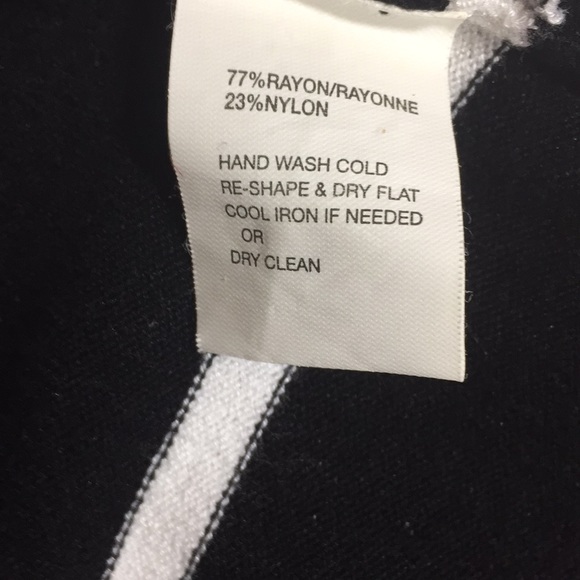 77%RAYON/RAYONNE
23%NYLON
HAND WASH COLD
RE-SHAPE & DRY FLAT
COOL IRON IF NEEDED
OR
DRY CLEAN